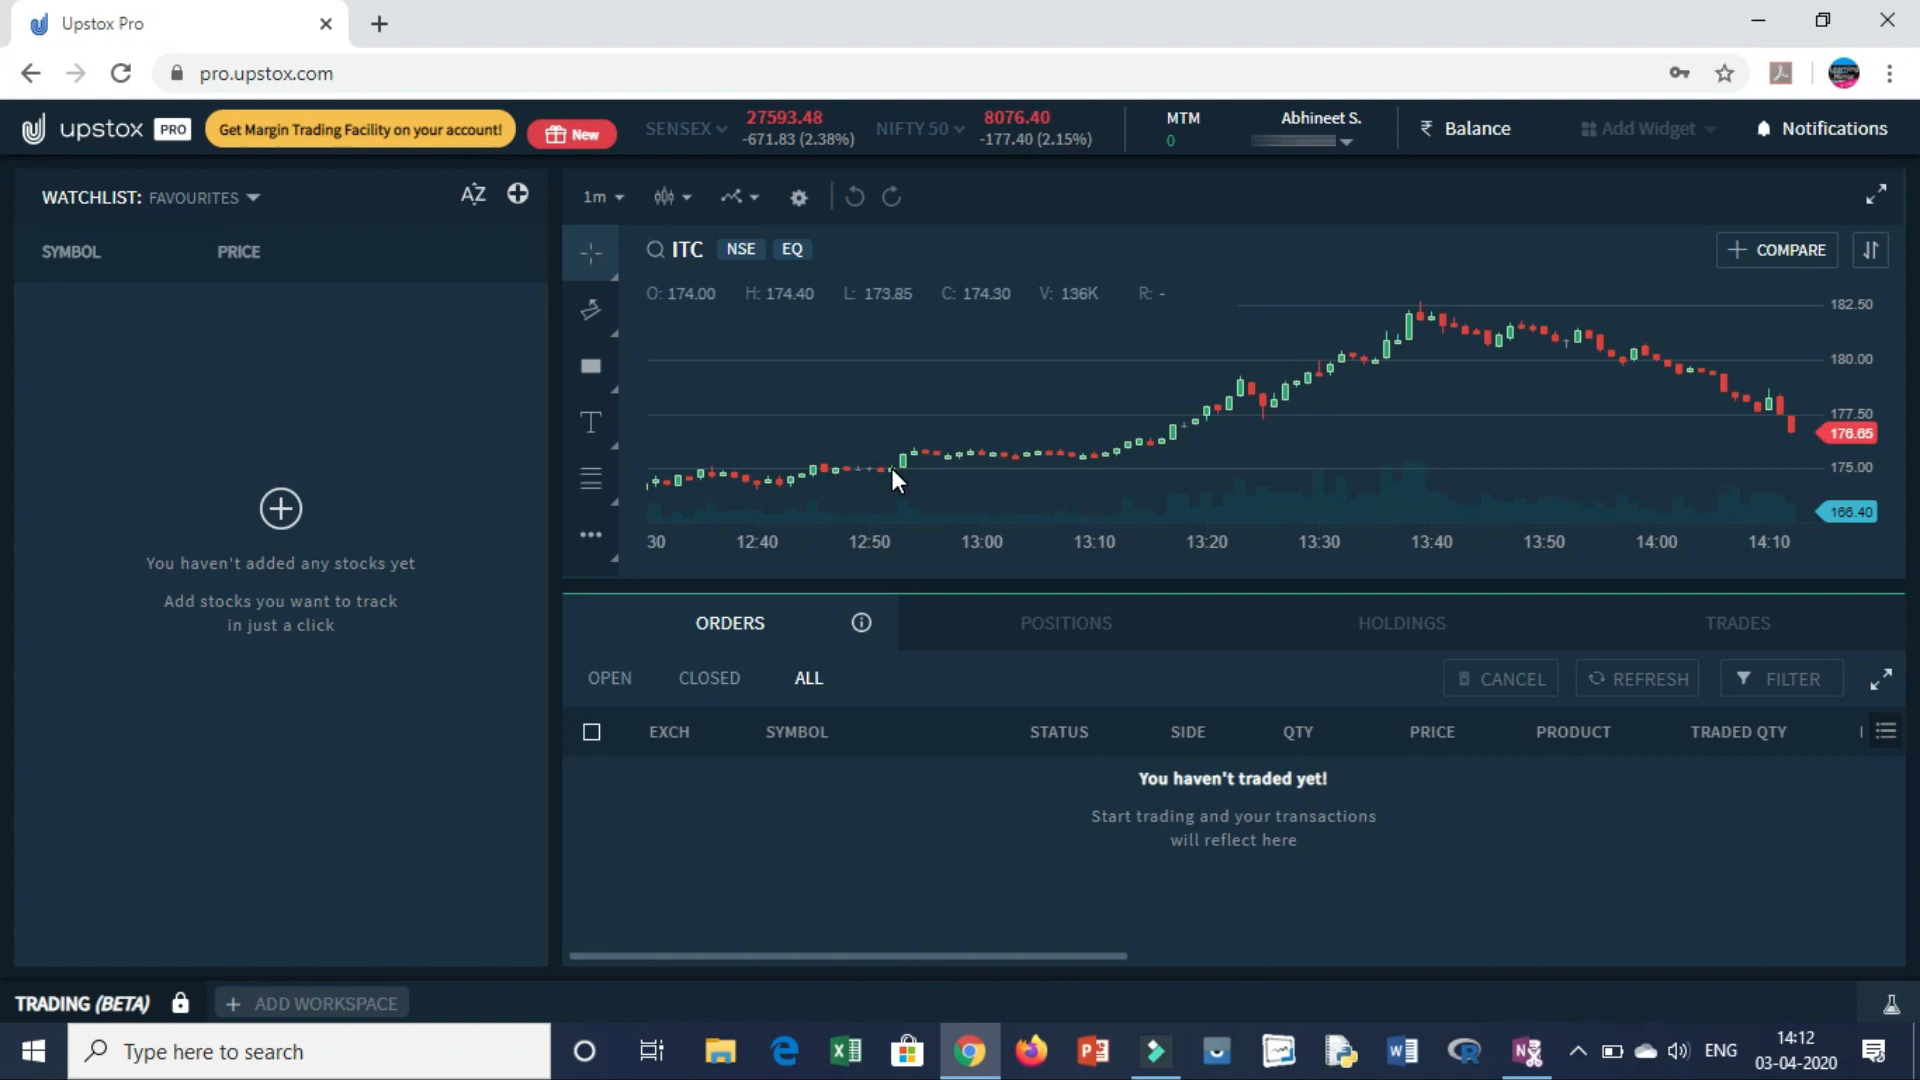 Upstox Pro
pro.upstox.com
upstox PRO
Get Margin Trading Facility on your account!
New
SENSEX
27593.48
-671.83 (2.38%)
NIFTY 50
8076.40
-177.40 (2.15%)
MTM
0
Abhineet S.
₹ Balance
Add Widget
Notifications
WATCHLIST: FAVOURITES
AZ
SYMBOL PRICE
You haven't added any stocks yet
Add stocks you want to track
in just a click
1m
ITC NSE EQ
COMPARE
O: 174.00 H: 174.40 L: 173.85 C: 174.30 V: 136K R: -
182.50
180.00
177.50
176.65
175.00
166.40
30 12:40 12:50 13:00 13:10 13:20 13:30 13:40 13:50 14:00 14:10
T
ORDERS POSITIONS HOLDINGS TRADES
OPEN CLOSED ALL CANCEL REFRESH FILTER
EXCH SYMBOL STATUS SIDE QTY PRICE PRODUCT TRADED QTY
You haven't traded yet!
Start trading and your transactions
will reflect here
TRADING (BETA)
+ ADD WORKSPACE
Type here to search
ENG
14:12
03-04-2020